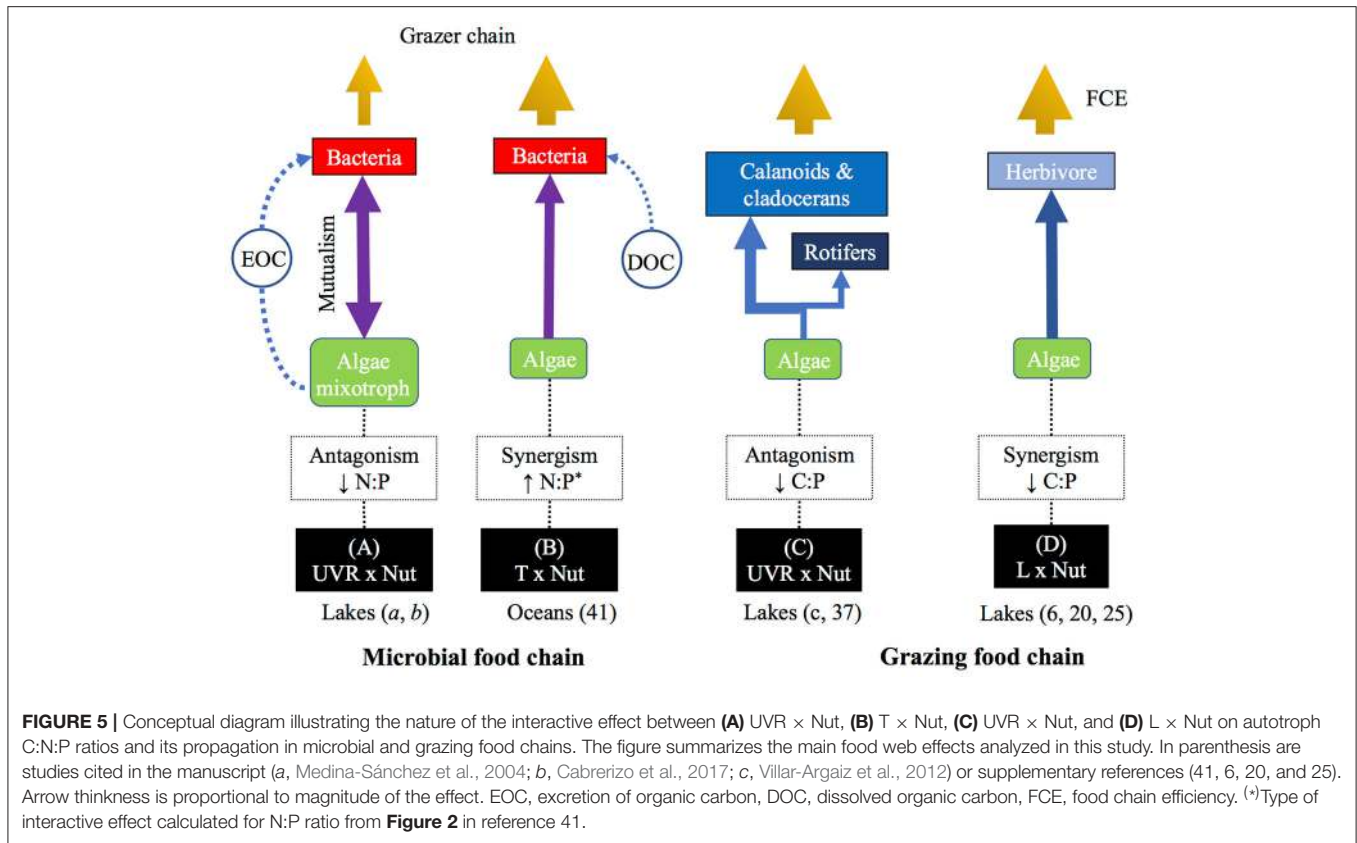 Grazer chain
FCE
Bacteria
Bacteria
Calanoids &
cladocerans
Herbivore
Rotifers
EOC
Mutualism
DOC
Algae
mixotroph
Algae
Algae
Algae
Antagonism
↓ N:P
Synergism
↑ N:P*
Antagonism
↓ C:P
Synergism
↓ C:P
(A)
UVR x Nut
(B)
T x Nut
(C)
UVR x Nut
(D)
L x Nut
Lakes (a, b)
Oceans (41)
Lakes (c, 37)
Lakes (6, 20, 25)
Microbial food chain
Grazing food chain
FIGURE 5 | Conceptual diagram illustrating the nature of the interactive effect between (A) UVR × Nut, (B) T × Nut, (C) UVR × Nut, and (D) L × Nut on autotroph
C:N:P ratios and its propagation in microbial and grazing food chains. The figure summarizes the main food web effects analyzed in this study. In parenthesis are
studies cited in the manuscript (a, Medina-Sánchez et al., 2004; b, Cabrerizo et al., 2017; c, Villar-Argaiz et al., 2012) or supplementary references (41, 6, 20, and 25).
Arrow thinkness is proportional to magnitude of the effect. EOC, excretion of organic carbon, DOC, dissolved organic carbon, FCE, food chain efficiency. (*)Type of
interactive effect calculated for N:P ratio from Figure 2 in reference 41.